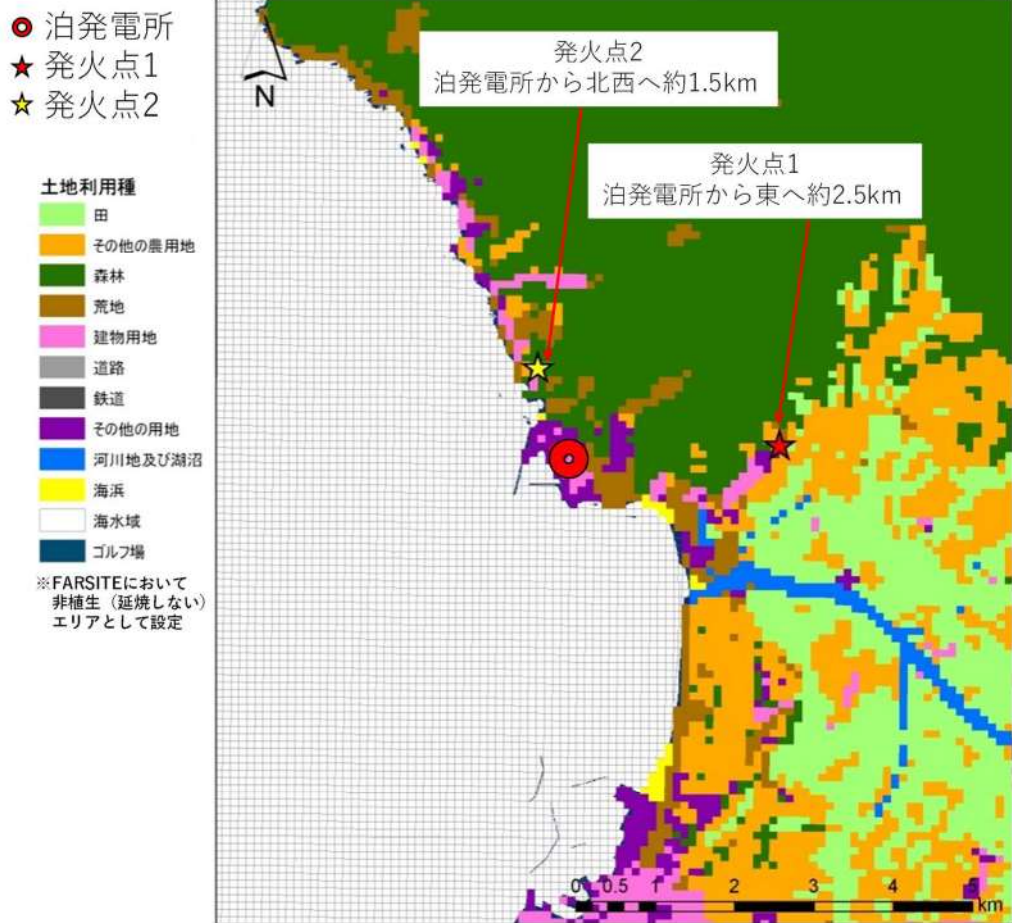 泊発電所
発火点1
発火点2
土地利用種
田
その他の農用地
森林
荒地
建物用地
道路
鉄道
その他の用地
河川地及び湖沼
海浜
海水域
ゴルフ場
※FARSITEにおいて
非植生（延焼しない）
エリアとして設定
N
発火点2
泊発電所から北西へ約1.5km
発火点1
泊発電所から東へ約2.5km
0 0.5 1 2 3 4 5
km